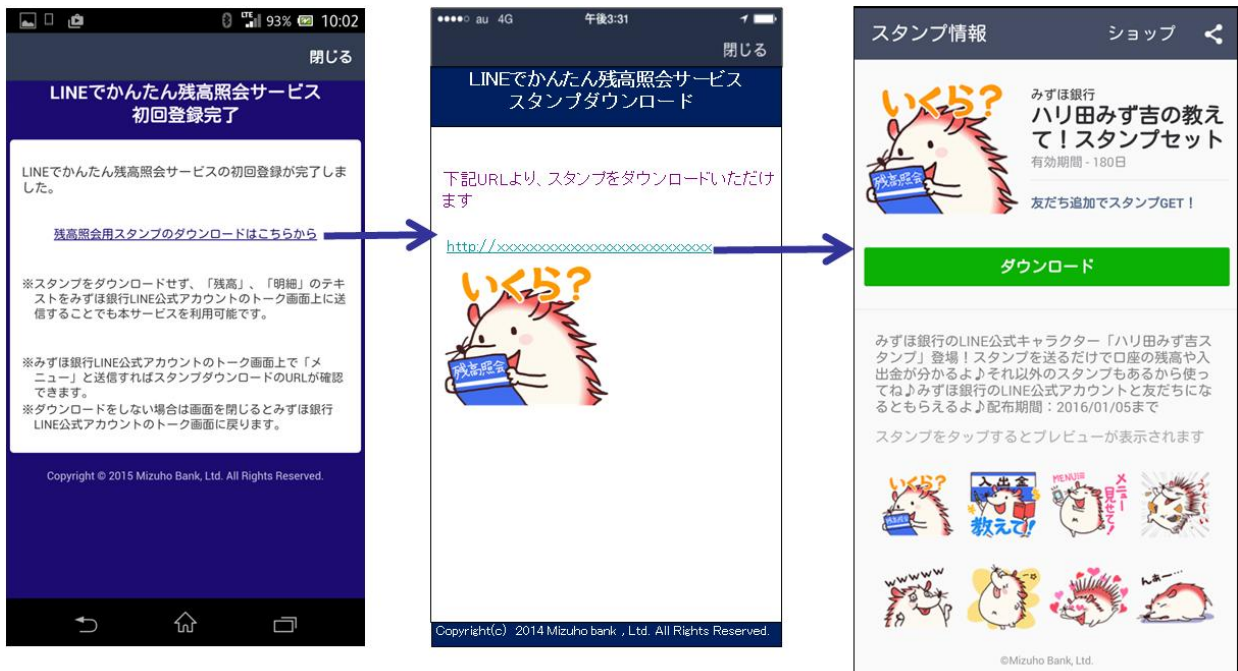 93% 10:02
閉じる
LINEでかんたん残高照会サービス
初回登録完了
LINEでかんたん残高照会サービスの初回登録が完了しま
した。
残高照会用スタンプのダウンロードはこちらから
※スタンプをダウンロードせず、「残高」、「明細」のテキ
ストをみずほ銀行LINE公式アカウントのトーク画面上に送
信することでも本サービスを利用可能です。
※みずほ銀行LINE公式アカウントのトーク画面上で「メ
ニュー」と送信すればスタンプダウンロードのURLが確認
できます。
※ダウンロードをしない場合は画面を閉じるとみずほ銀行
LINE公式アカウントのトーク画面に戻ります。
Copyright © 2015 Mizuho Bank, Ltd. All Rights Reserved.
au 4G 午後3:31
閉じる
LINEでかんたん残高照会サービス
スタンプダウンロード
下記URLより、スタンプをダウンロードいただけ
ます
http://xxxxxxxxxxxxxxxxxxxxxxxxxxx
いくら?
残高照会
Copyright(c) 2014 Mizuho bank , Ltd. All Rights Reserved.
スタンプ情報 ショップ
いくら?
残高照会
みずほ銀行
ハリ田みず吉の教え
て!スタンプセット
有効期間 - 180日
友だち追加でスタンプGET!
ダウンロード
みずほ銀行のLINE公式キャラクター「ハリ田みず吉ス
タンプ」登場!スタンプを送るだけで口座の残高や入
出金が分かるよ♪それ以外のスタンプもあるから使っ
てね♪みずほ銀行のLINE公式アカウントと友だちにな
るともらえるよ♪配布期間:2016/01/05まで
スタンプをタップするとプレビューが表示されます
いくら?
残高照会
入出金
教えて!
MENU
メニュー
見せて!
wwwww
んあー…
©Mizuho Bank, Ltd.